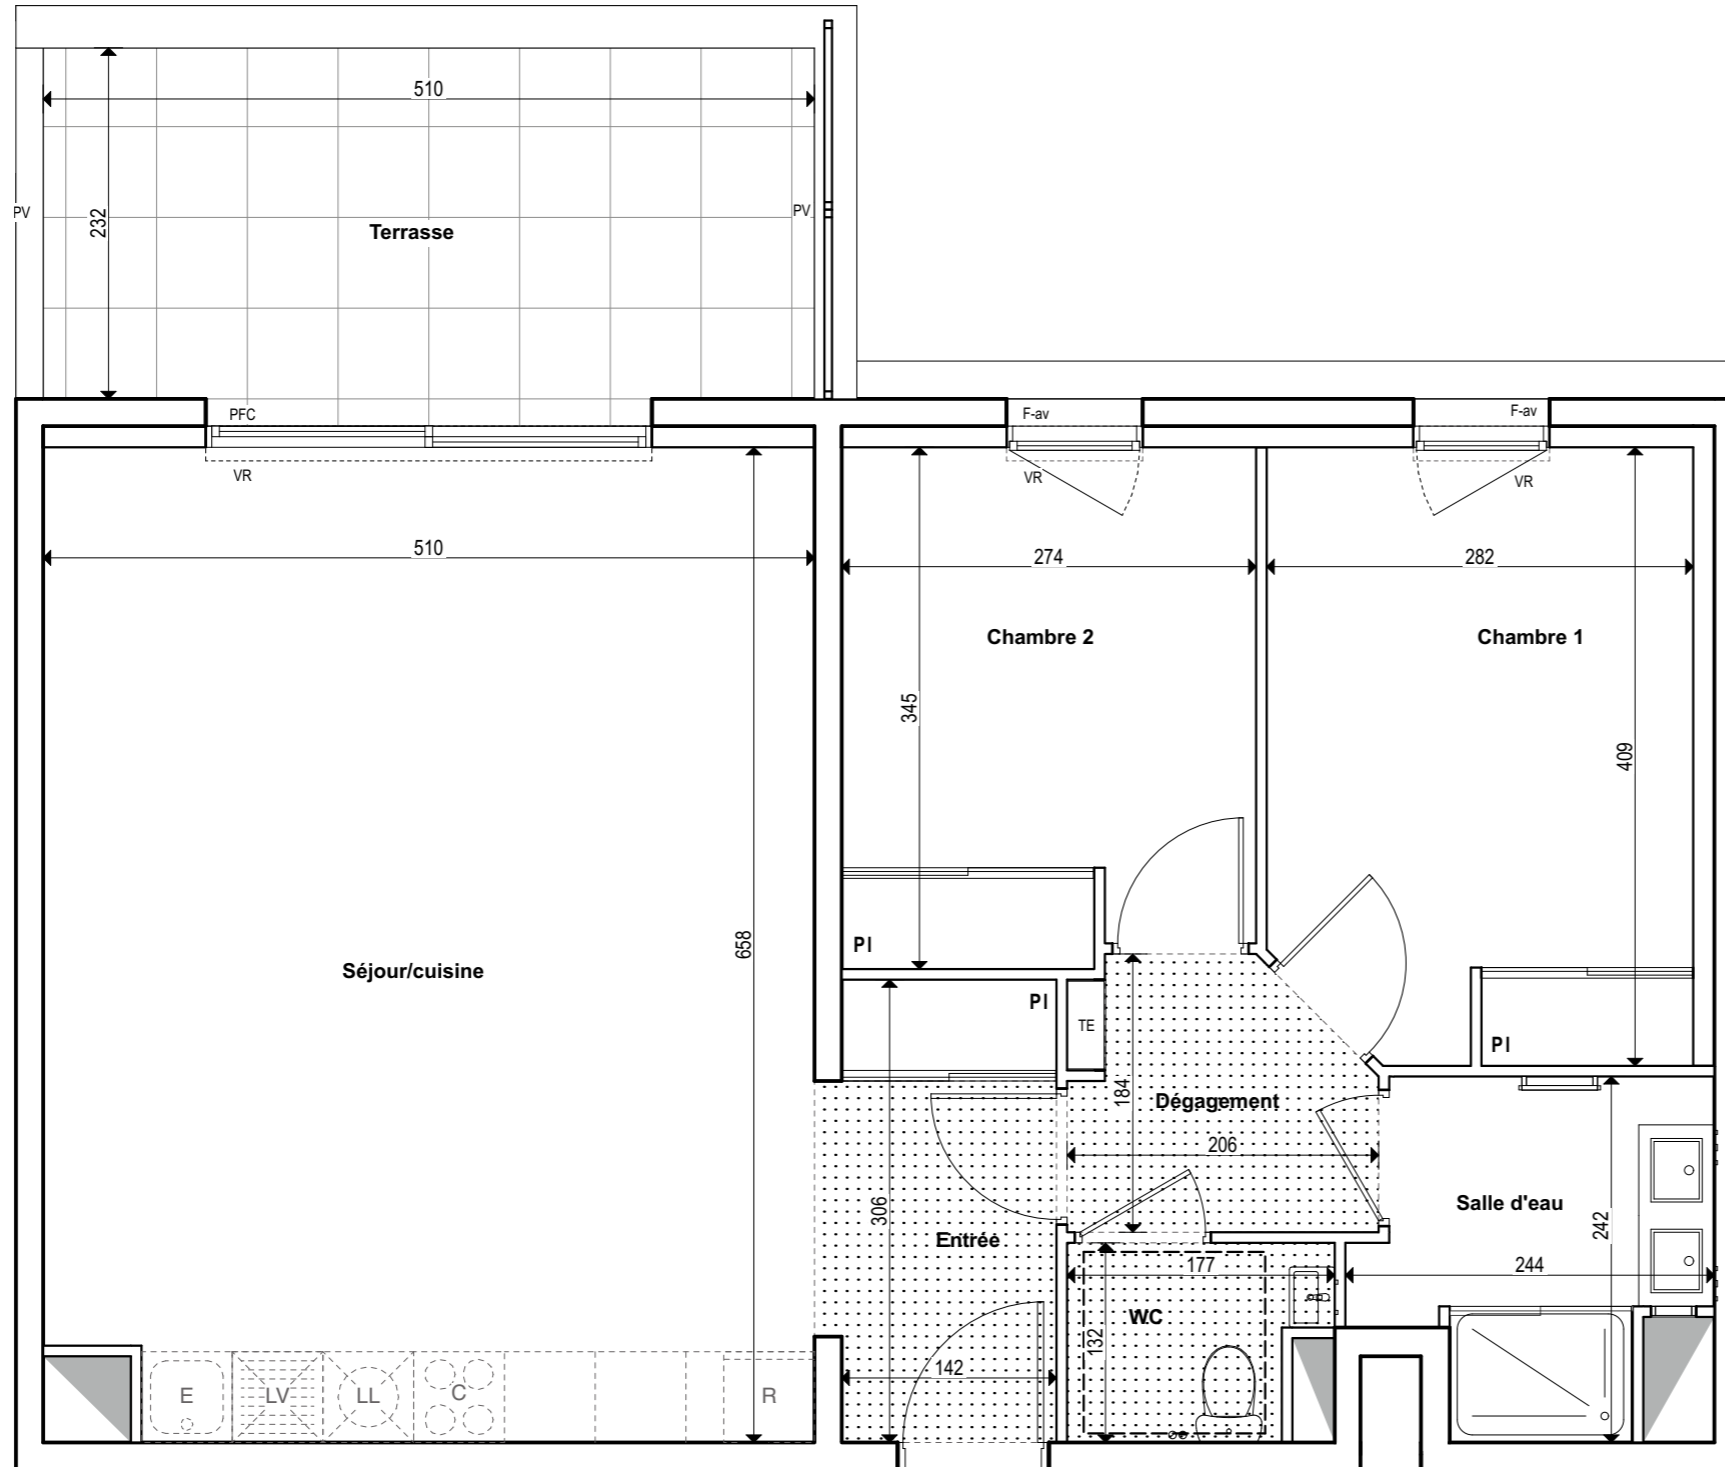 510
232
PV
PV
Terrasse
PFC
VR
F-av
VR
F-av
VR
510
274
282
Chambre 2
Chambre 1
345
409
658
Séjour/cuisine
PI
PI
TE
PI
184
Dégagement
206
306
Entrée
Salle d'eau
242
177
244
WC
132
142
E
LV
LL
C
R